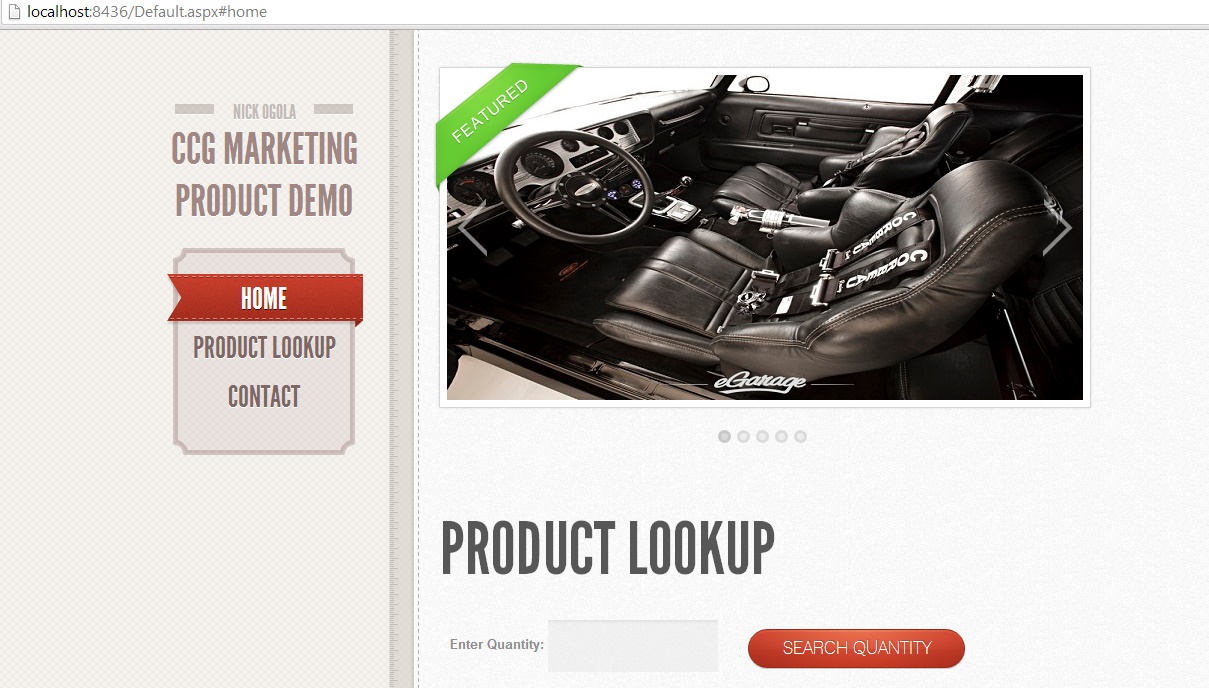 localhost:8436/Default.aspx#home
NICK OGOLA
CCG MARKETING
PRODUCT DEMO
HOME
PRODUCT LOOKUP
CONTACT
FEATURED
CORBEAU
CORBEAU
eGarage
PRODUCT LOOKUP
Enter Quantity:
SEARCH QUANTITY